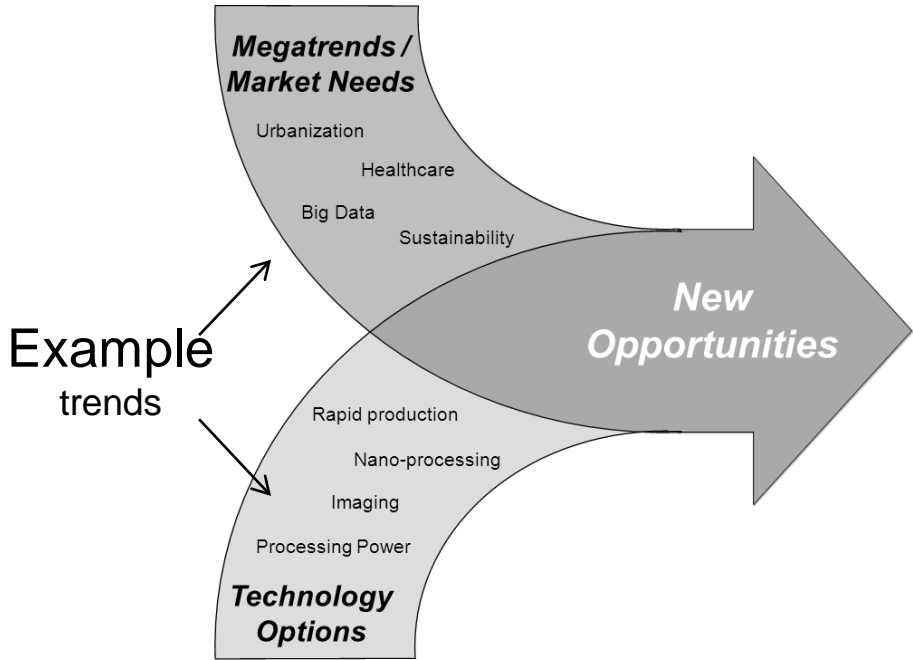 Megatrends /
Market Needs
Urbanization
Healthcare
Big Data
Sustainability
New
Opportunities
Example
trends
Rapid production
Nano-processing
Imaging
Processing Power
Technology
Options